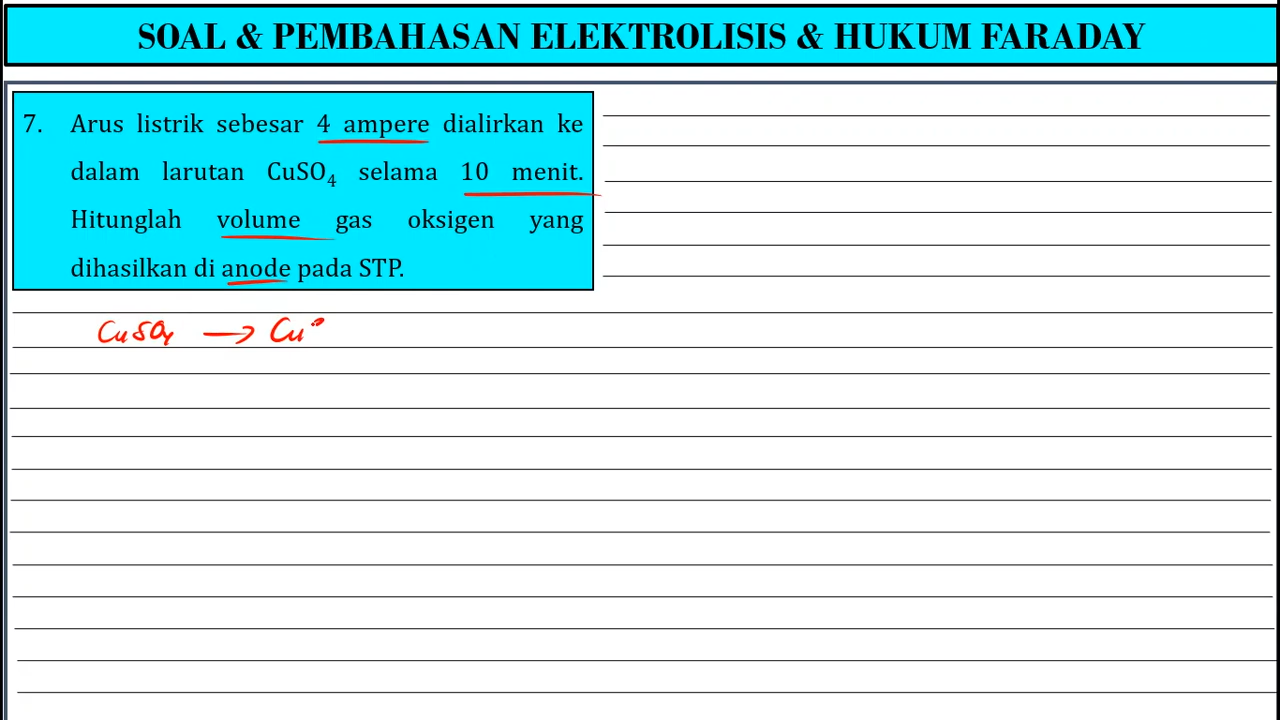 SOAL & PEMBAHASAN ELEKTROLISIS & HUKUM FARADAY
7. Arus listrik sebesar 4 ampere dialirkan ke
dalam larutan CuSO₄ selama 10 menit.
Hitunglah volume gas oksigen yang
dihasilkan di anode pada STP.
CuSO₄ → Cu